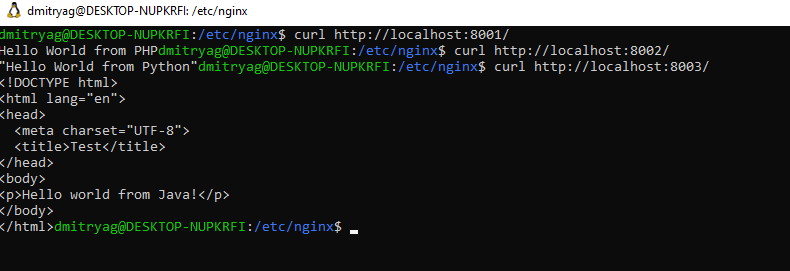 dmitryag@DESKTOP-NUPKRFI: /etc/nginx
dmitryag@DESKTOP-NUPKRFI:/etc/nginx$ curl http://localhost:8001/
Hello World from PHPdmitryag@DESKTOP-NUPKRFI:/etc/nginx$ curl http://localhost:8002/
"Hello World from Python"dmitryag@DESKTOP-NUPKRFI:/etc/nginx$ curl http://localhost:8003/
<!DOCTYPE html>
<html lang="en">
<head>
  <meta charset="UTF-8">
  <title>Test</title>
</head>
<body>
<p>Hello world from Java!</p>
</body>
</html>dmitryag@DESKTOP-NUPKRFI:/etc/nginx$